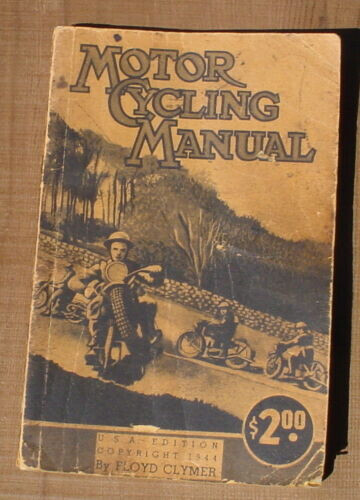 MOTOR
CYCLING
MANUAL
$2.00
U.S.A. EDITION
COPYRIGHT 1944
By FLOYD CLYMER